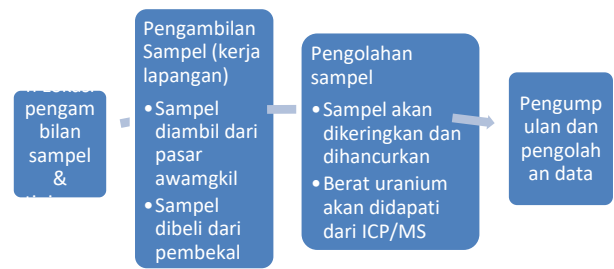 pengam
bilan
sampel
&
Pengambilan
Sampel (kerja
lapangan)
• Sampel
diambil dari
pasar
awamgkil
• Sampel
dibeli dari
pembekal
Pengolahan
sampel
• Sampel akan
dikeringkan dan
dihancurkan
• Berat uranium
akan didapati
dari ICP/MS
Pengump
ulan dan
pengolah
an data